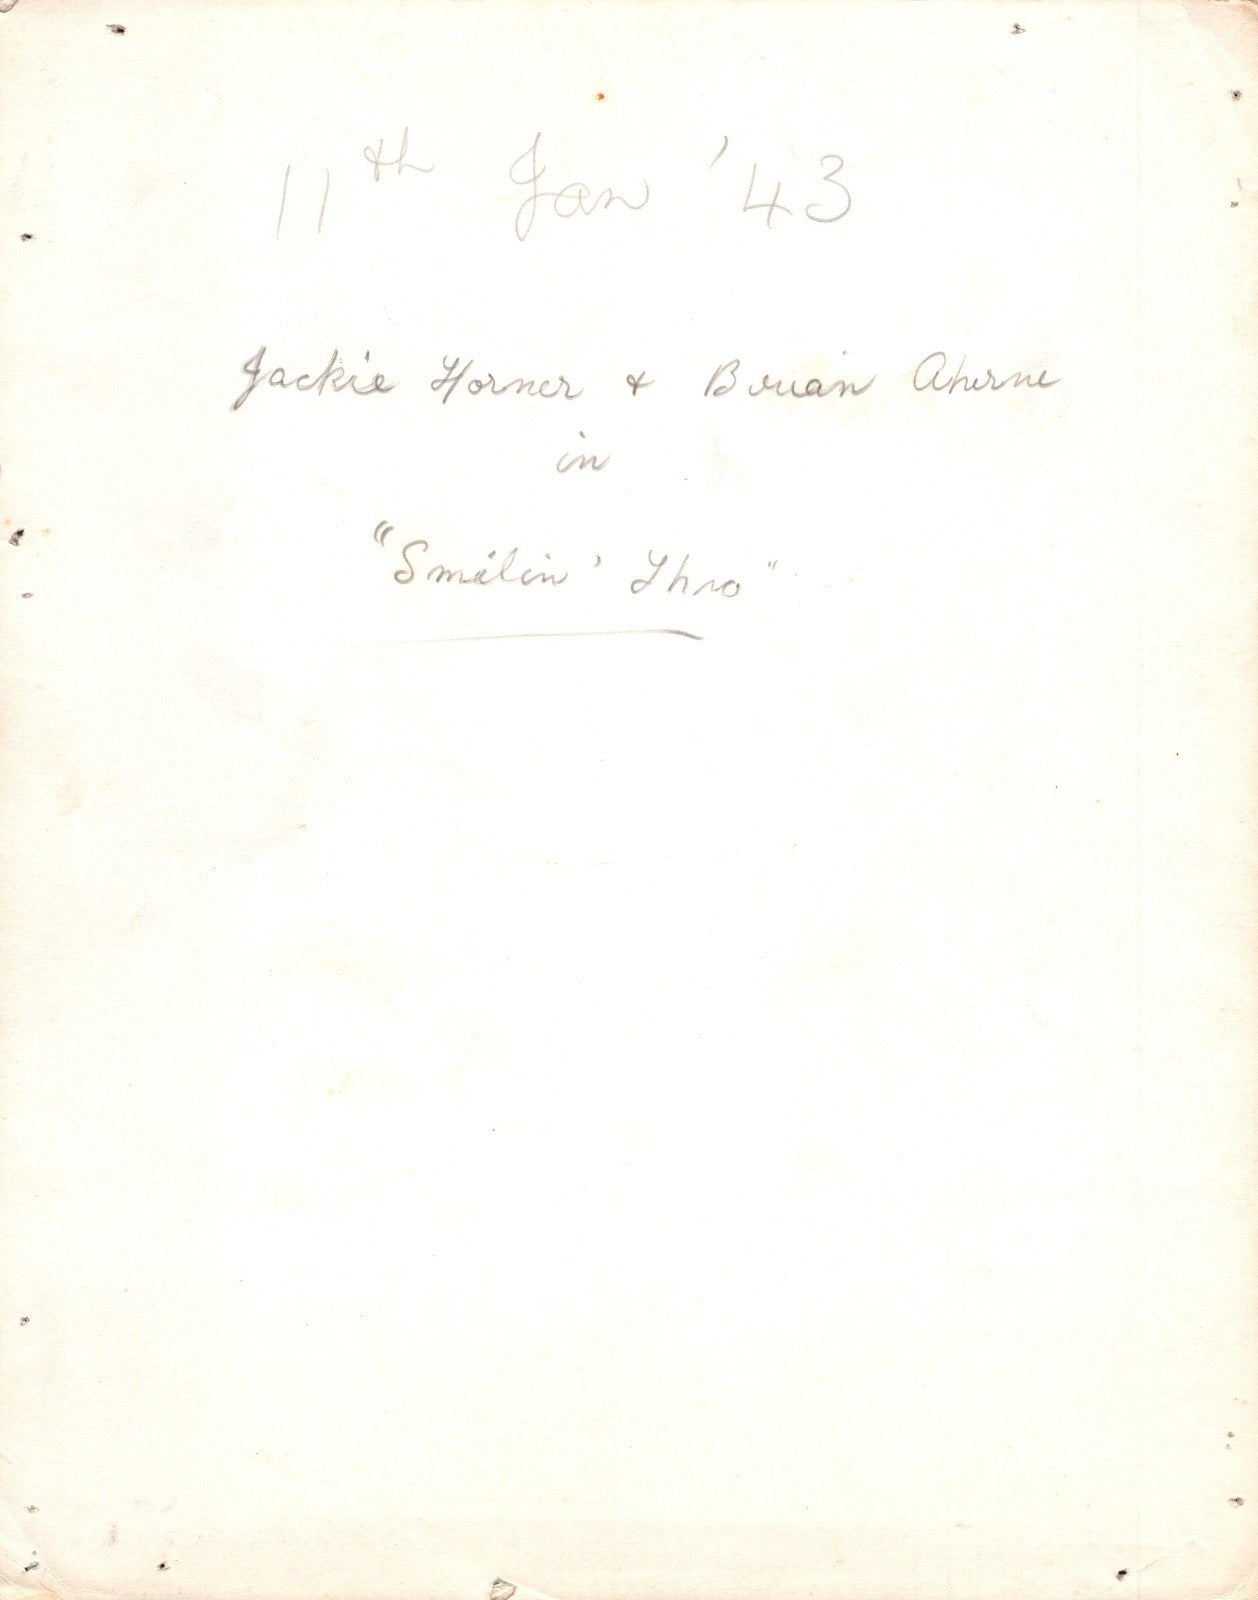 11th Jan '43
Jackie Horner & Brian Aherne
in
"Smilin' Thro"